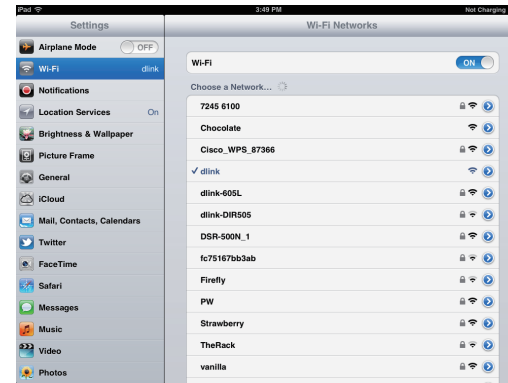 iPad 3:49 PM Not Charging
Settings
Airplane Mode OFF
Wi-Fi dlink
Notifications
Location Services On
Brightness & Wallpaper
Picture Frame
General
iCloud
Mail, Contacts, Calendars
Twitter
FaceTime
Safari
Messages
Music
Video
Photos
Wi-Fi Networks
Wi-Fi ON
Choose a Network...
7245 6100
Chocolate
Cisco_WPS_87366
dlink
dlink-605L
dlink-DIR505
DSR-500N_1
fc75167bb3ab
Firefly
PW
Strawberry
TheRack
vanilla